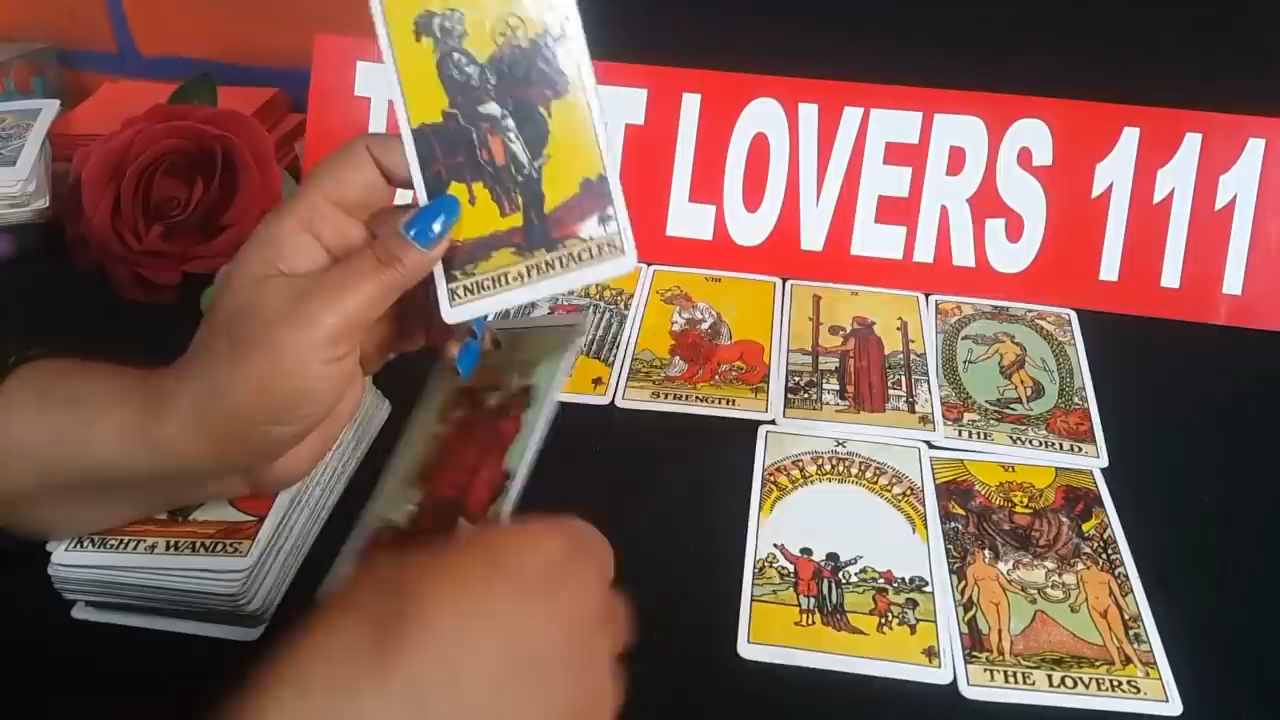 T T LOVERS 111
KNIGHT of PENTACLES.
VIII
STRENGTH.
II
THE WORLD.
X
VI
THE LOVERS.
KNIGHT of WANDS.